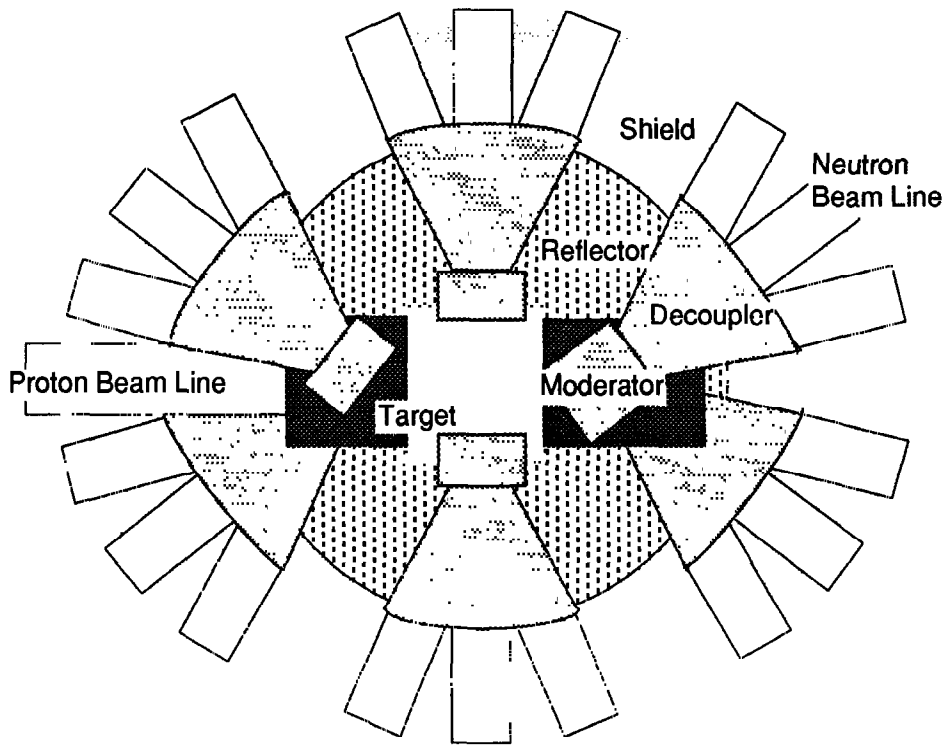 Shield
Neutron
Beam Line
Reflector
Decoupler
Proton Beam Line
Moderator
Target